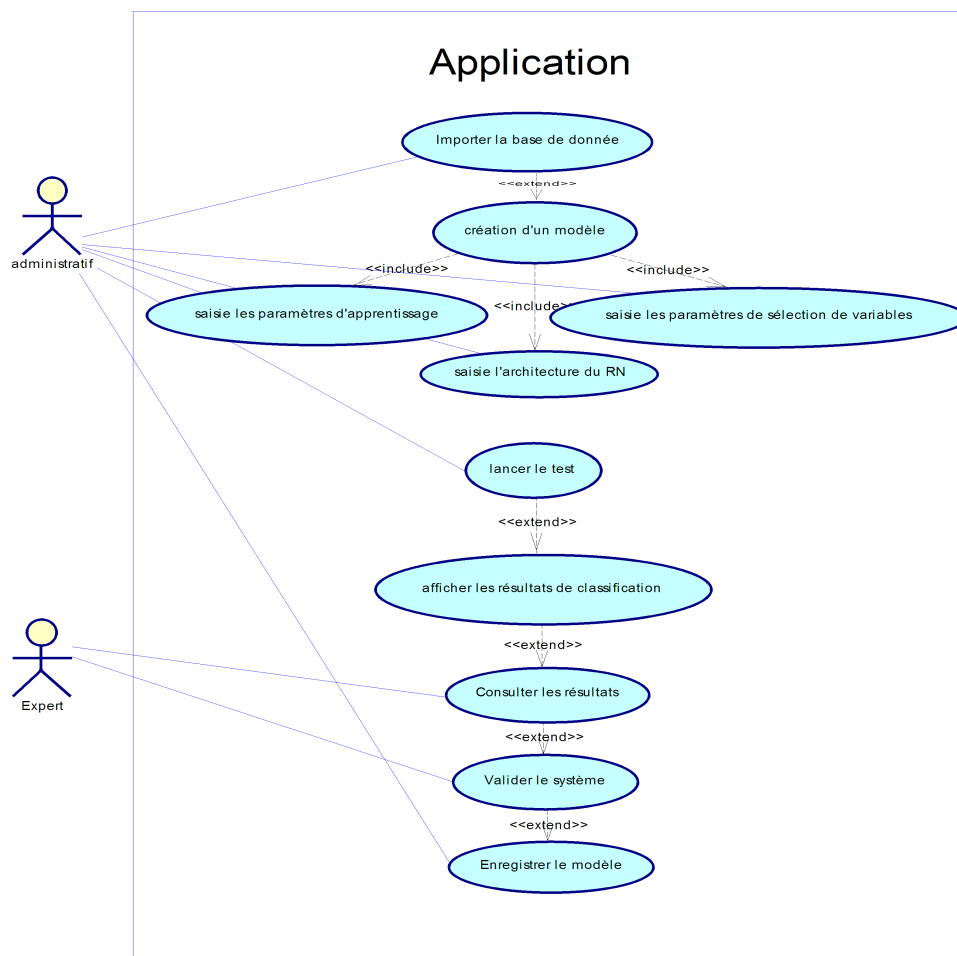 Application
Importer la base de donnée
<<extend>>
création d'un modèle
administratif
<<include>>
<<include>>
<<include>>
saisie les paramètres d'apprentissage
saisie les paramètres de sélection de variables
saisie l'architecture du RN
lancer le test
<<extend>>
afficher les résultats de classification
<<extend>>
Consulter les résultats
Expert
<<extend>>
Valider le système
<<extend>>
Enregistrer le modèle